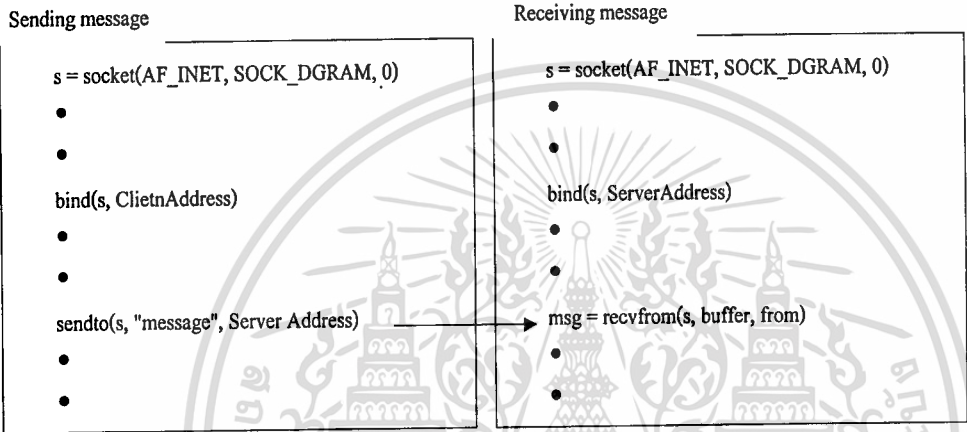 Sending message
s = socket(AF_INET, SOCK_DGRAM, 0)
•
•
bind(s, ClietnAddress)
•
•
sendto(s, "message", Server Address)
•
•
Receiving message
s = socket(AF_INET, SOCK_DGRAM, 0)
•
•
bind(s, ServerAddress)
•
•
msg = recvfrom(s, buffer, from)
•
•